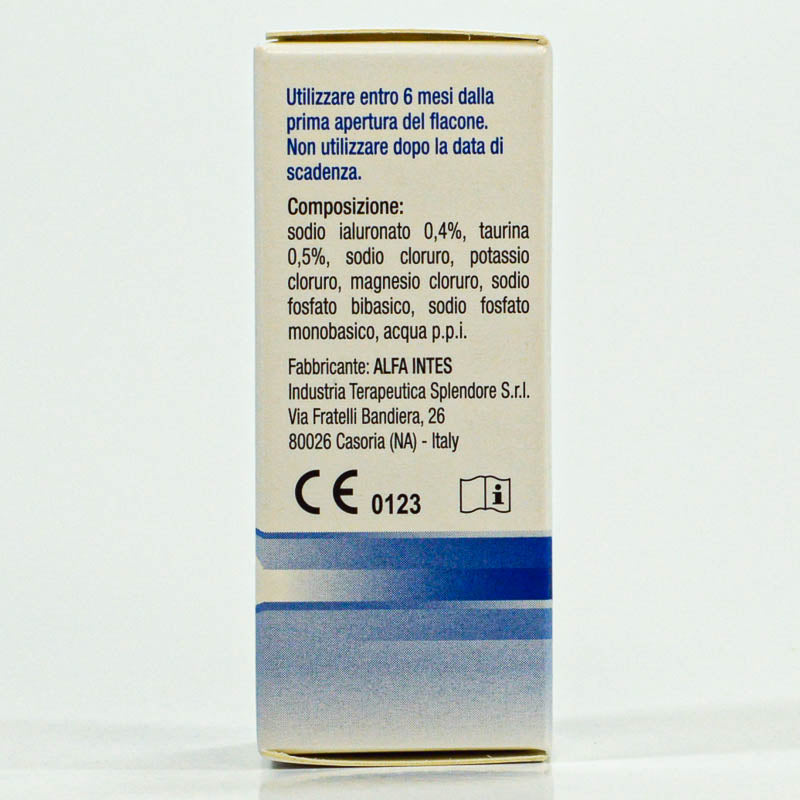 Utilizzare entro 6 mesi dalla
prima apertura del flacone.
Non utilizzare dopo la data di
scadenza.
Composizione:
sodio ialuronato 0,4%, taurina
0,5%, sodio cloruro, potassio
cloruro, magnesio cloruro, sodio
fosfato bibasico, sodio fosfato
monobasico, acqua p.p.i.
Fabbricante: ALFA INTES
Industria Terapeutica Splendore S.r.l.
Via Fratelli Bandiera, 26
80026 Casoria (NA) - Italy
CE 0123 i